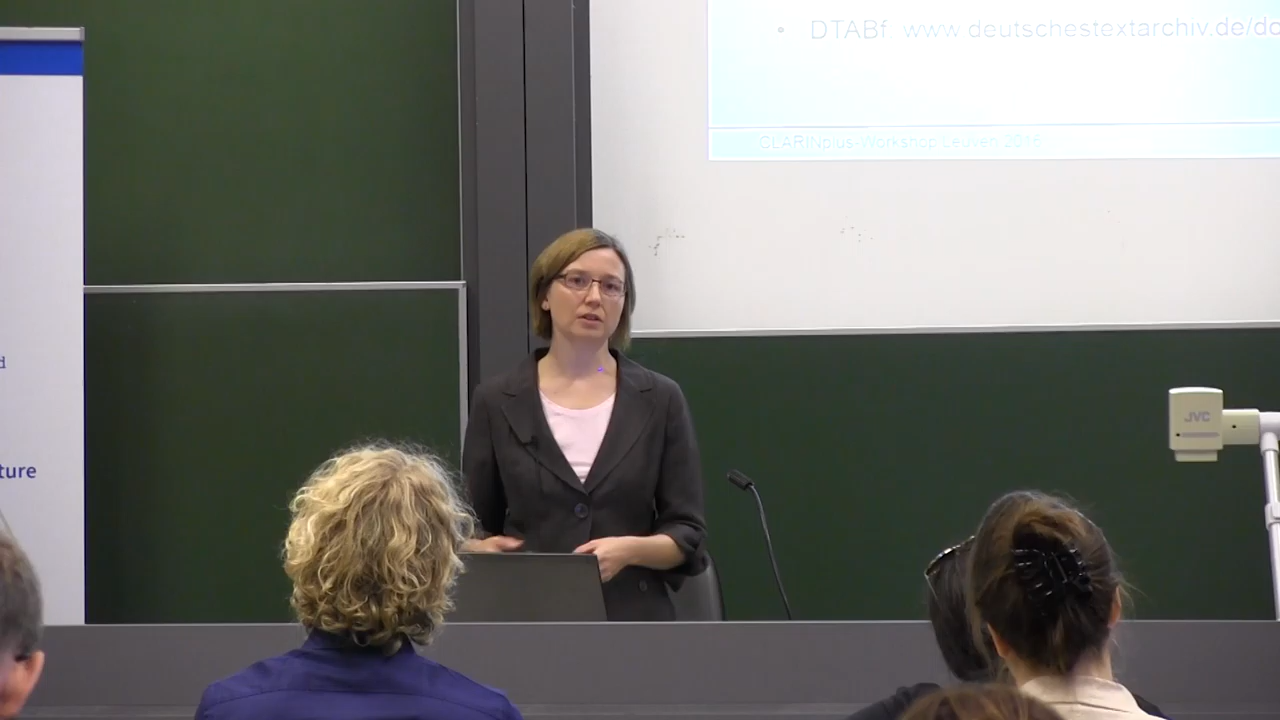 • DTABf www.deutschestextarchiv.de/do
CLARINplus-Workshop Leuven 2016
d
ture
JVC